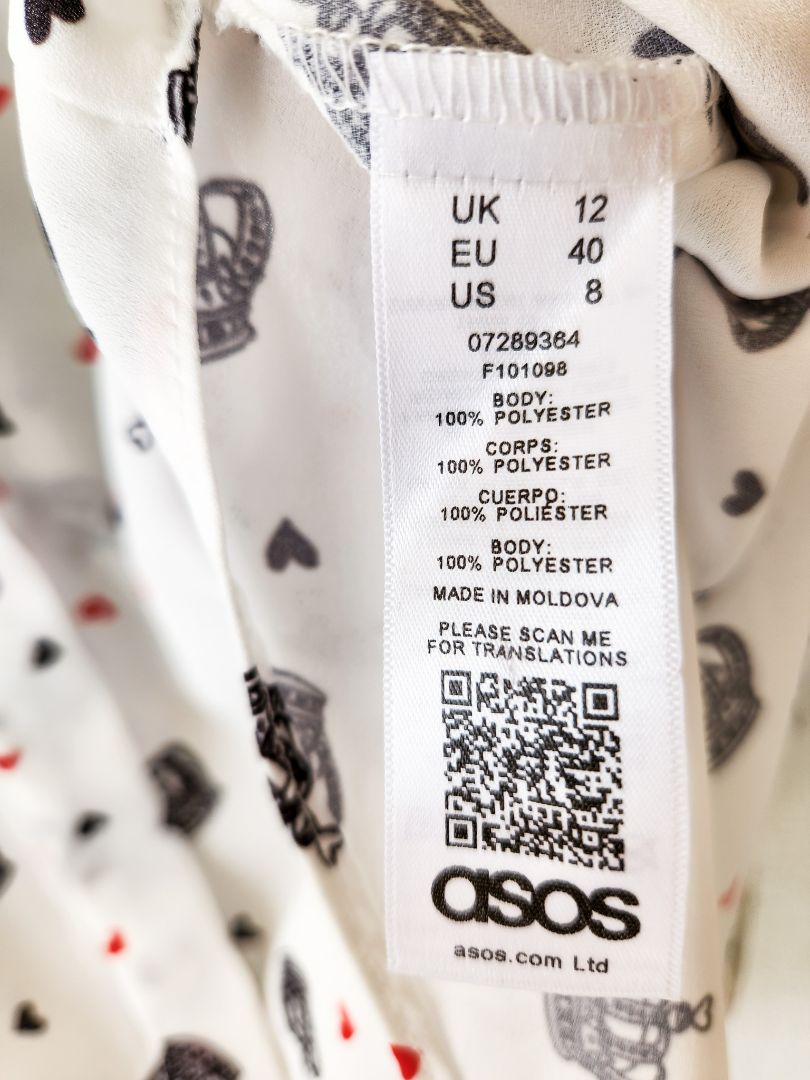 UK 12
EU 40
US 8
07289364
F101098
BODY:
100% POLYESTER
CORPS:
100% POLYESTER
CUERPO:
100% POLIÉSTER
BODY:
100% POLYESTER
MADE IN MOLDOVA
PLEASE SCAN ME
FOR TRANSLATIONS
asos
asos.com Ltd